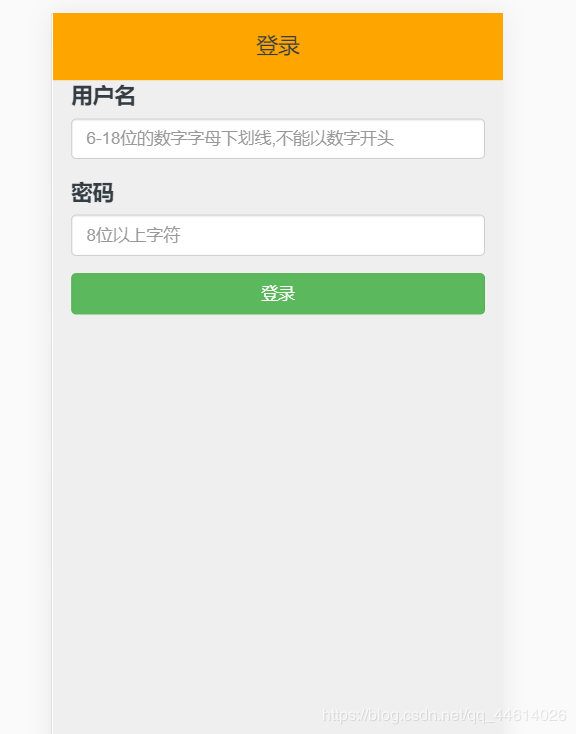 登录
用户名
6-18位的数字字母下划线,不能以数字开头
密码
8位以上字符
登录
https://blog.csdn.net/qq_44614026